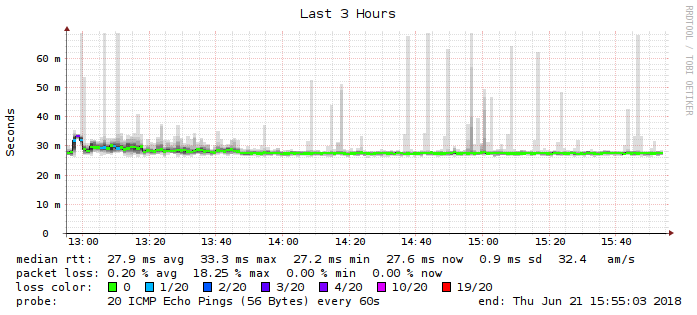 Last 3 Hours
RRDTOOL / TOBI OETIKER
Seconds
60 m
50 m
40 m
30 m
20 m
10 m
0
13:00 13:20 13:40 14:00 14:20 14:40 15:00 15:20 15:40
median rtt: 27.9 ms avg 33.3 ms max 27.2 ms min 27.6 ms now 0.9 ms sd 32.4 am/s
packet loss: 0.20 % avg 18.25 % max 0.00 % min 0.00 % now
loss color: 0 1/20 2/20 3/20 4/20 10/20 19/20
probe: 20 ICMP Echo Pings (56 Bytes) every 60s end: Thu Jun 21 15:55:03 2018